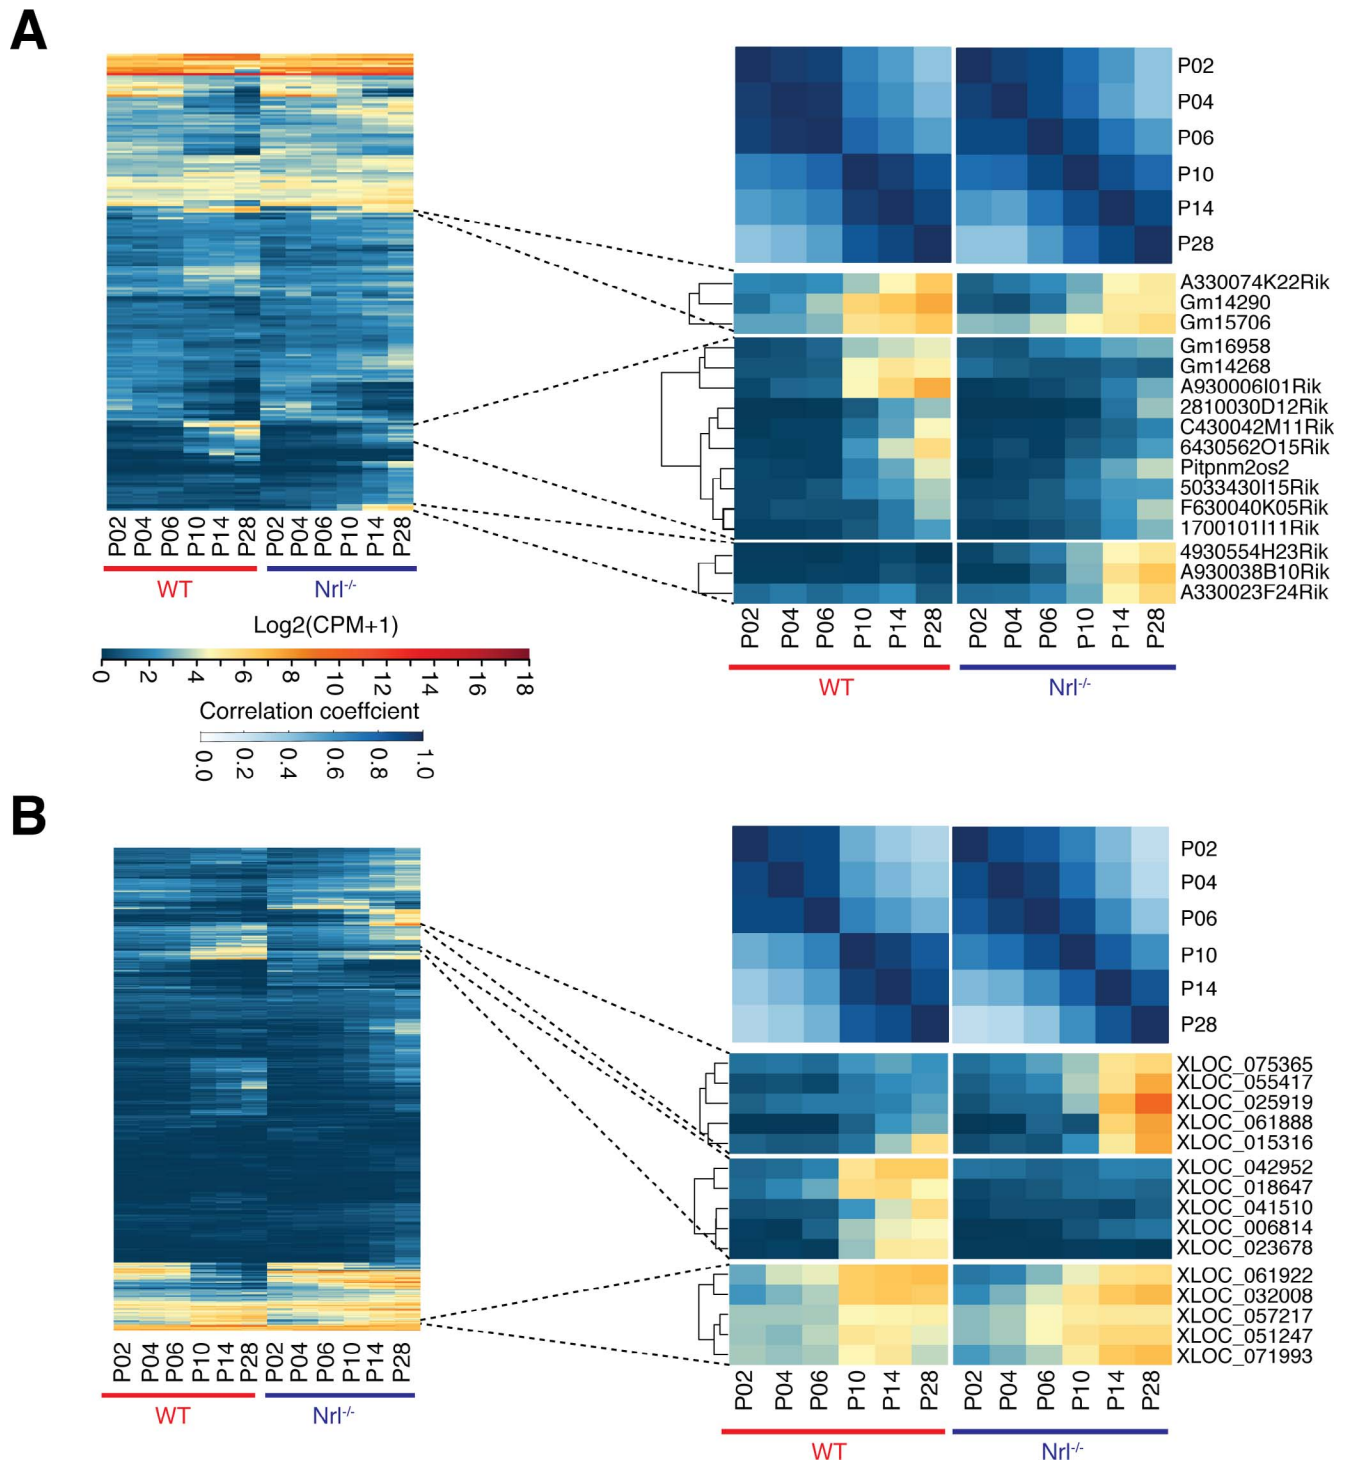 A
P02
P04
P06
P10
P14
P28
A330074K22Rik
Gm14290
Gm15706
Gm16958
Gm14268
A930006I01Rik
2810030D12Rik
C430042M11Rik
6430562O15Rik
Pitpnm2os2
5033430I15Rik
F630040K05Rik
1700101I11Rik
4930554H23Rik
A930038B10Rik
A330023F24Rik
P02 P04 P06 P10 P14 P28 P02 P04 P06 P10 P14 P28
WT Nrl-/-
P02 P04 P06 P10 P14 P28 P02 P04 P06 P10 P14 P28
WT Nrl-/-
Log2(CPM+1)
0 2 4 6 8 10 12 14 16 18
Correlation coeffcient
0.0 0.2 0.4 0.6 0.8 1.0
B
P02
P04
P06
P10
P14
P28
XLOC_075365
XLOC_055417
XLOC_025919
XLOC_061888
XLOC_015316
XLOC_042952
XLOC_018647
XLOC_041510
XLOC_006814
XLOC_023678
XLOC_061922
XLOC_032008
XLOC_057217
XLOC_051247
XLOC_071993
P02 P04 P06 P10 P14 P28 P02 P04 P06 P10 P14 P28
WT Nrl-/-
P02 P04 P06 P10 P14 P28 P02 P04 P06 P10 P14 P28
WT Nrl-/-